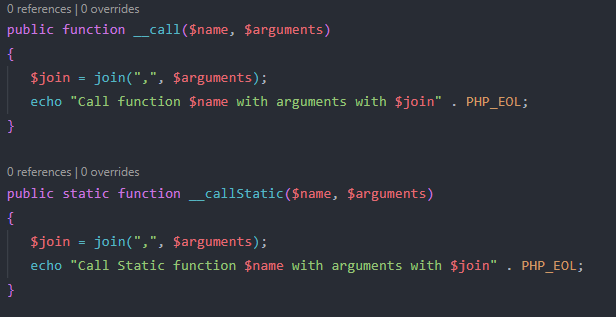 0 references | 0 overrides
public function __call($name, $arguments)
{
$join = join(",", $arguments);
echo "Call function $name with arguments with $join" . PHP_EOL;
}
0 references | 0 overrides
public static function __callStatic($name, $arguments)
{
$join = join(",", $arguments);
echo "Call Static function $name with arguments with $join" . PHP_EOL;
}